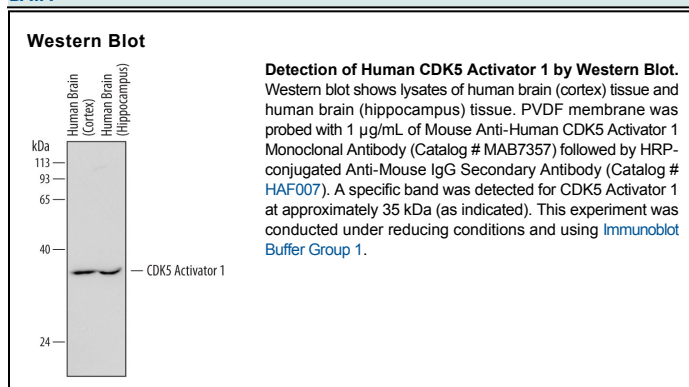 Western Blot
Human Brain
(Cortex)
Human Brain
(Hippocampus)
kDa
113
93
65
40
24
CDK5 Activator 1
Detection of Human CDK5 Activator 1 by Western Blot.
Western blot shows lysates of human brain (cortex) tissue and
human brain (hippocampus) tissue. PVDF membrane was
probed with 1 µg/mL of Mouse Anti-Human CDK5 Activator 1
Monoclonal Antibody (Catalog # MAB7357) followed by HRP-
conjugated Anti-Mouse IgG Secondary Antibody (Catalog #
HAF007). A specific band was detected for CDK5 Activator 1
at approximately 35 kDa (as indicated). This experiment was
conducted under reducing conditions and using Immunoblot
Buffer Group 1.